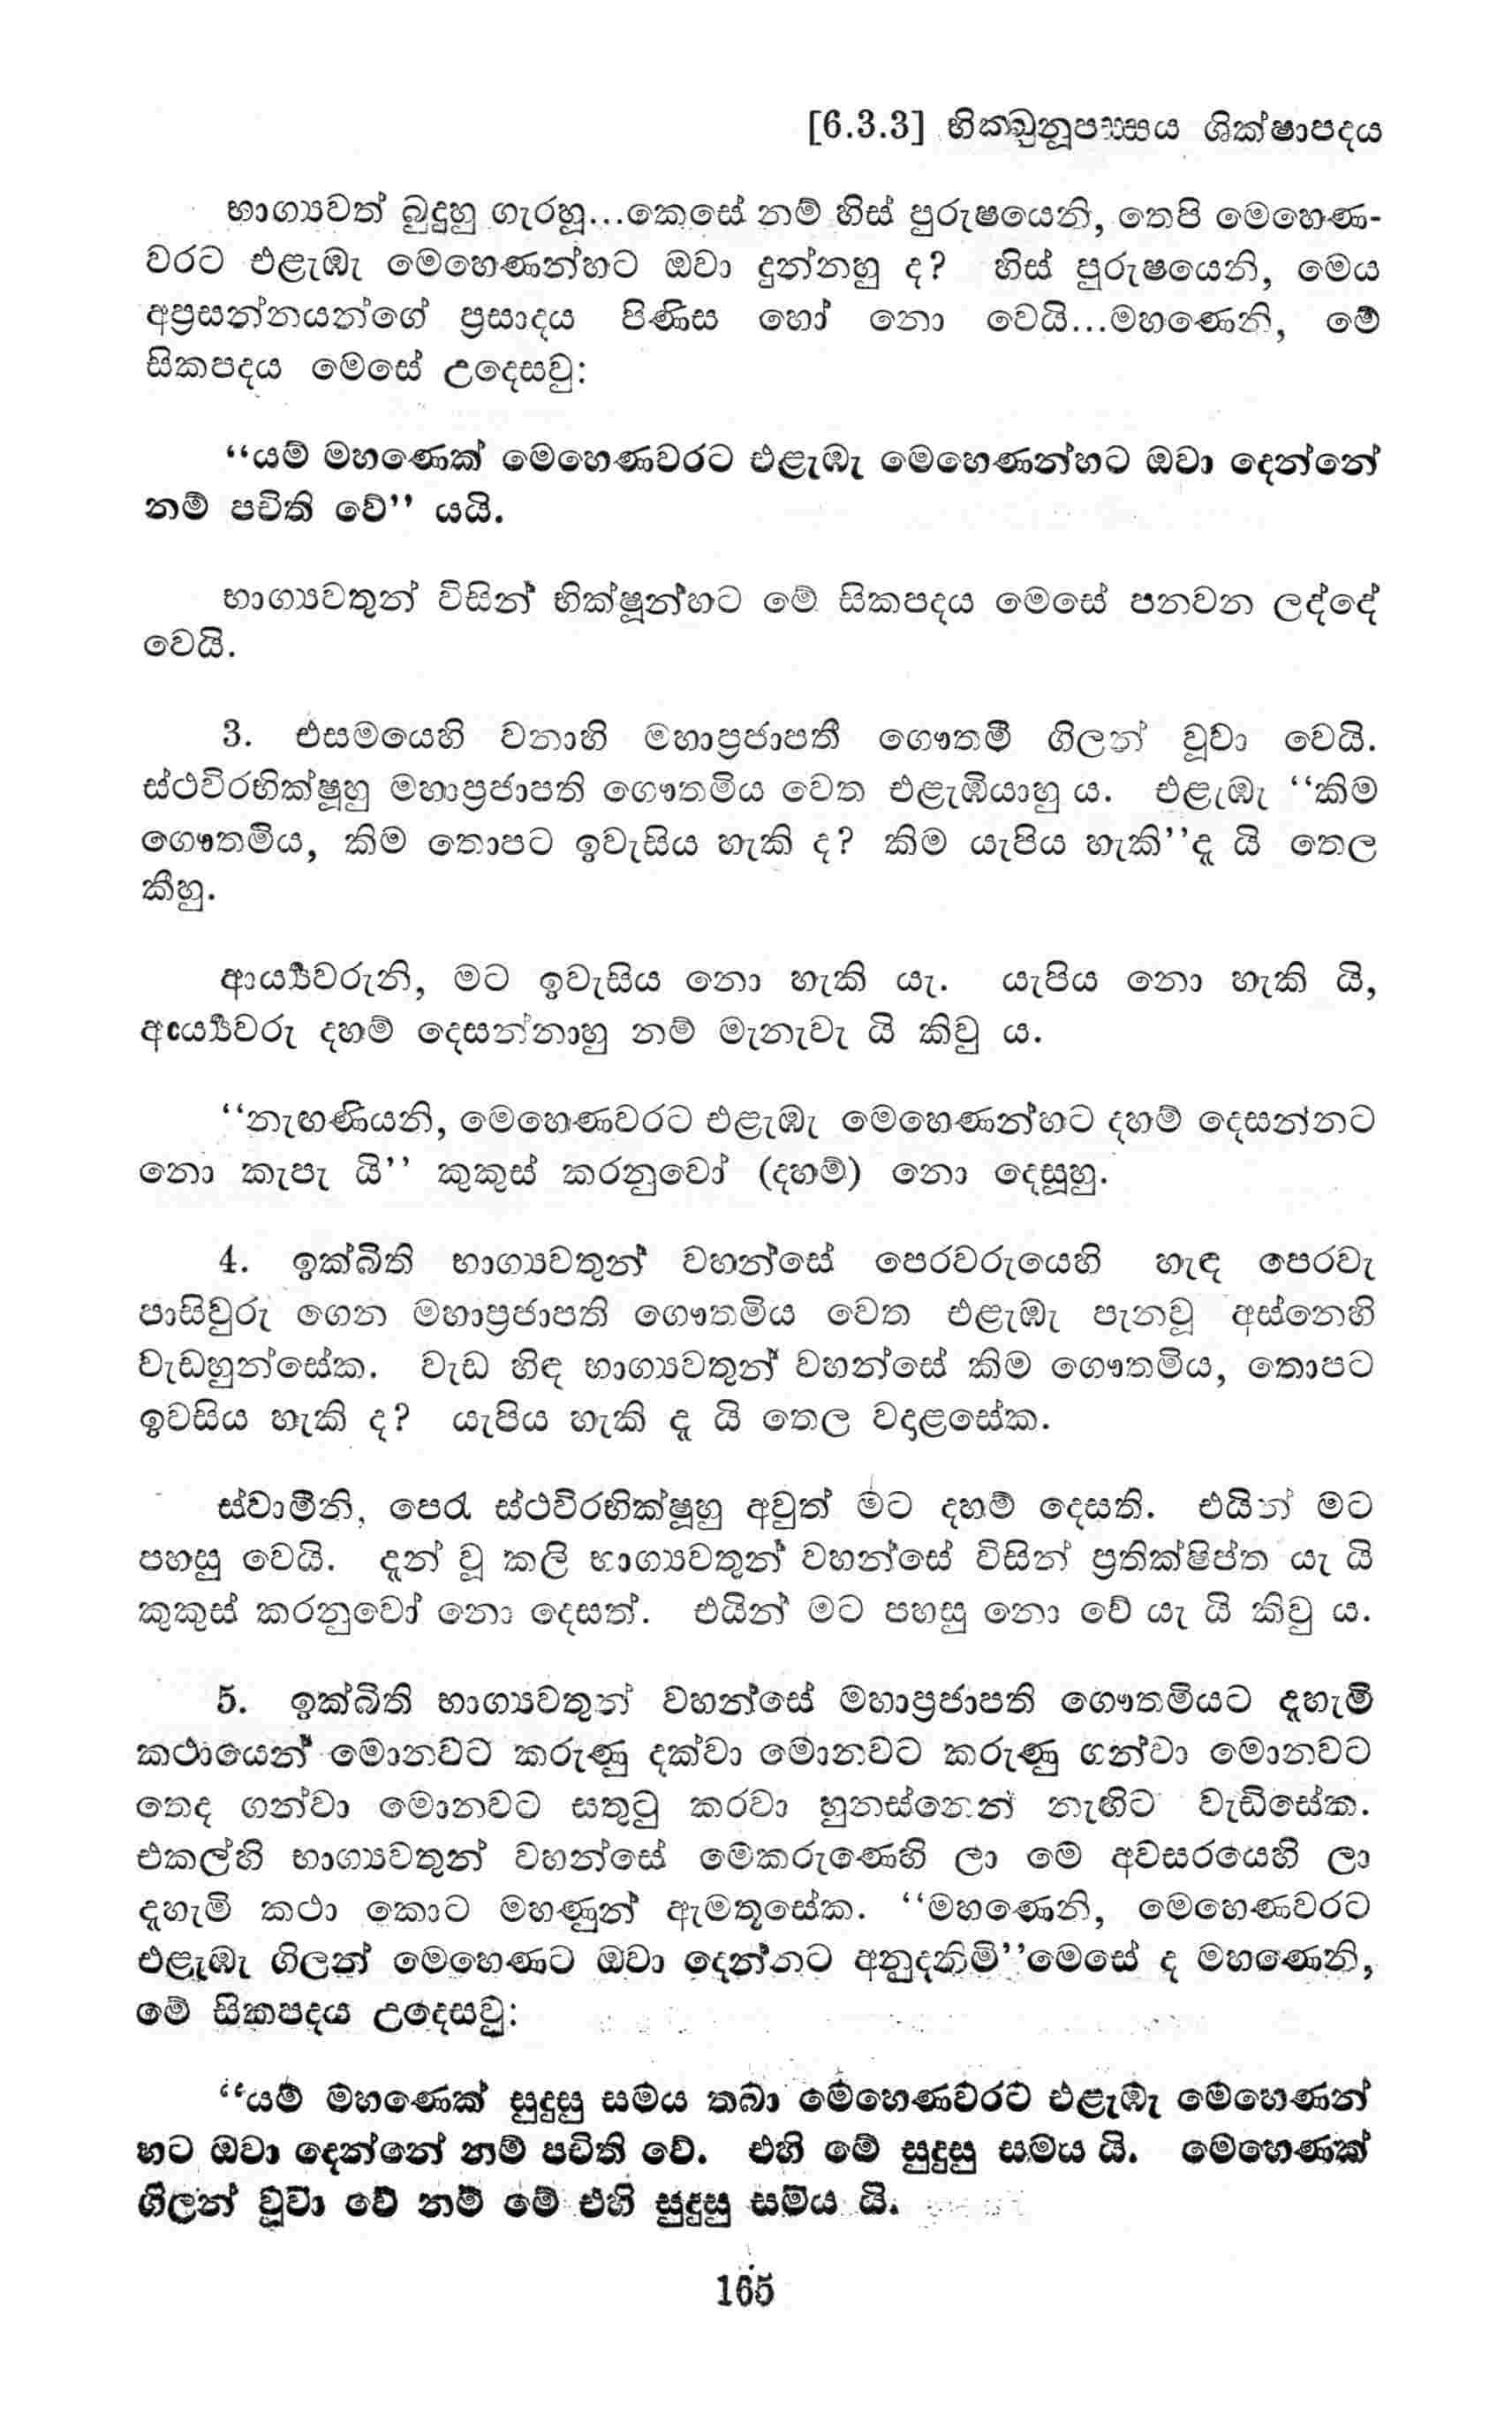 [6.3.3] භික්ඛුනූපස්සය ශික්ෂාපදය
භාග්‍යවත් බුදුහු ගැරහූ...කෙසේ නම් හිස් පුරුෂයෙනි, තෙපි මෙහෙණ-
වරට එළැඹැ මෙහෙණන්හට ඔවා දුන්නහු ද? හිස් පුරුෂයෙනි, මෙය
අප්‍රසන්නයන්ගේ ප්‍රසාදය පිණිස හෝ නො වෙයි...මහණෙනි, මේ
සිකපදය මෙසේ උදෙසවු:
“යම් මහණෙක් මෙහෙණවරට එළැඹැ මෙහෙණන්හට ඔවා දෙන්නේ
නම් පචිති වේ” යයි.
භාග්‍යවතුන් විසින් භික්ෂූන්හට මේ සිකපදය මෙසේ පනවන ලද්දේ
වෙයි.
3. එසමයෙහි වනාහි මහාප්‍රජාපතී ගෞතමී ගිලන් වූවා වෙයි.
ස්ථවිරභික්ෂූහු මහාප්‍රජාපති ගෞතමිය වෙත එළැඹියාහු ය. එළැඹැ “කිම
ගෞතමිය, කිම තොපට ඉවැසිය හැකි ද? කිම යැපිය හැකි”දැ යි තෙල
කීහු.
ආර්‍ය්‍යවරුනි, මට ඉවැසිය නො හැකි යැ. යැපිය නො හැකි යි,
අර්‍ය්‍යෙවරු දහම් දෙසන්නාහු නම් මැනැවැ යි කිවු ය.
“නැඟණියනි, මෙහෙණවරට එළැඹැ මෙහෙණන්හට දහම් දෙසන්නට
නො කැපැ යි” කුකුස් කරනුවෝ (දහම්) නො දෙසූහු.
4. ඉක්බිති භාග්‍යවතුන් වහන්සේ පෙරවරුයෙහි හැඳ පෙරවැ
පාසිවුරු ගෙන මහාප්‍රජාපති ගෞතමිය වෙත එළැඹැ පැනවූ අස්නෙහි
වැඩහුන්සේක. වැඩ හිඳ භාග්‍යවතුන් වහන්සේ කිම ගෞතමිය, තොපට
ඉවසිය හැකි ද? යැපිය හැකි දැ යි තෙල වදාළසේක.
ස්වාමීනි, පෙරැ ස්ථවිරභික්ෂූහු අවුත් මට දහම් දෙසති. එයින් මට
පහසු වෙයි. දැන් වූ කලි භාග්‍යවතුන් වහන්සේ විසින් ප්‍රතික්ෂිප්ත යැ යි
කුකුස් කරනුවෝ නො දෙසත්. එයින් මට පහසු නො වේ යැ යි කිවු ය.
5. ඉක්බිති භාග්‍යවතුන් වහන්සේ මහාප්‍රජාපති ගෞතමියට දැහැමි
කථායෙන් මොනවට කරුණු දක්වා මොනවට කරුණු ගන්වා මොනවට
තෙද ගන්වා මොනවට සතුටු කරවා හුනස්නෙන් නැඟිට වැඩිසේක.
එකල්හි භාග්‍යවතුන් වහන්සේ මෙකරුණෙහි ලා මේ අවසරයෙහි ලා
දැහැමි කථා කොට මහණුන් ඇමතූසේක. “මහණෙනි, මෙහෙණවරට
එළැඹැ ගිලන් මෙහෙණට ඔවා දෙන්නට අනුදනිමි”මෙසේ ද මහණෙනි,
මේ සිකපදය උදෙසවු:
“යම් මහණෙක් සුදුසු සමය තබා මෙහෙණවරට එළැඹැ මෙහෙණන්
හට ඔවා දෙන්නේ නම් පචිති වේ. එහි මේ සුදුසු සමය යි. මෙහෙණක්
ගිලන් වූවා වේ නම් මේ එහි සුදුසු සමය යි.
165